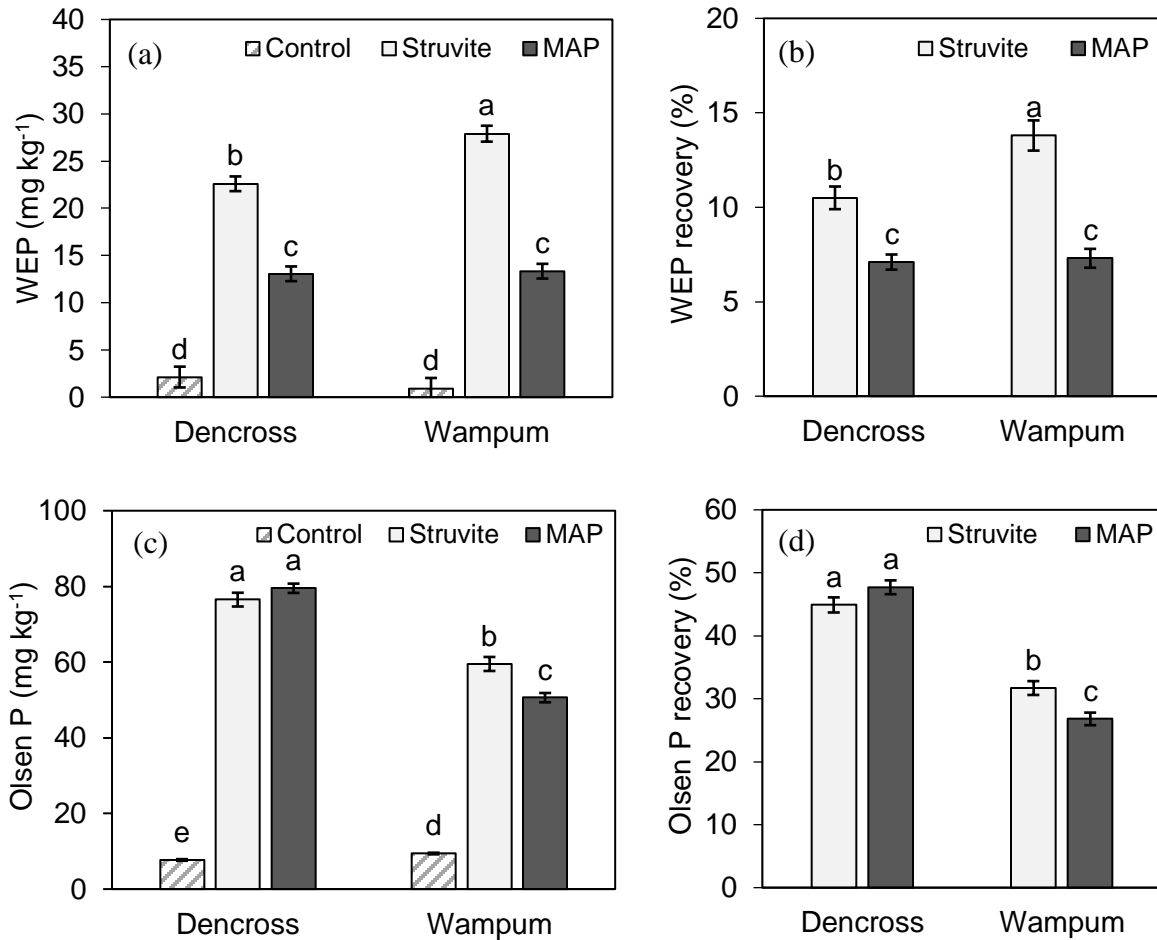 (a)
Control Struvite MAP
WEP (mg kg⁻¹)
40
35
30
25
20
15
10
5
0
d
b
c
d
a
c
Dencross Wampum
(b)
Struvite MAP
WEP recovery (%)
20
15
10
5
0
b
c
a
c
Dencross Wampum
(c)
Control Struvite MAP
Olsen P (mg kg⁻¹)
100
80
60
40
20
0
e
a
a
d
b
c
Dencross Wampum
(d)
Struvite MAP
Olsen P recovery (%)
60
50
40
30
20
10
0
a
a
b
c
Dencross Wampum